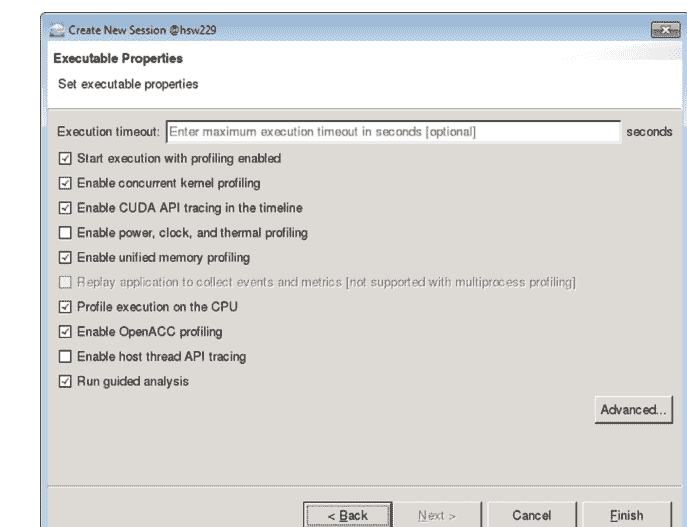 Create New Session @hsw229
Executable Properties
Set executable properties
Execution timeout: Enter maximum execution timeout in seconds [optional] seconds
Start execution with profiling enabled
Enable concurrent kernel profiling
Enable CUDA API tracing in the timeline
Enable power, clock, and thermal profiling
Enable unified memory profiling
Replay application to collect events and metrics [not supported with multiprocess profiling]
Profile execution on the CPU
Enable OpenACC profiling
Enable host thread API tracing
Run guided analysis
Advanced...
< Back Next > Cancel Finish